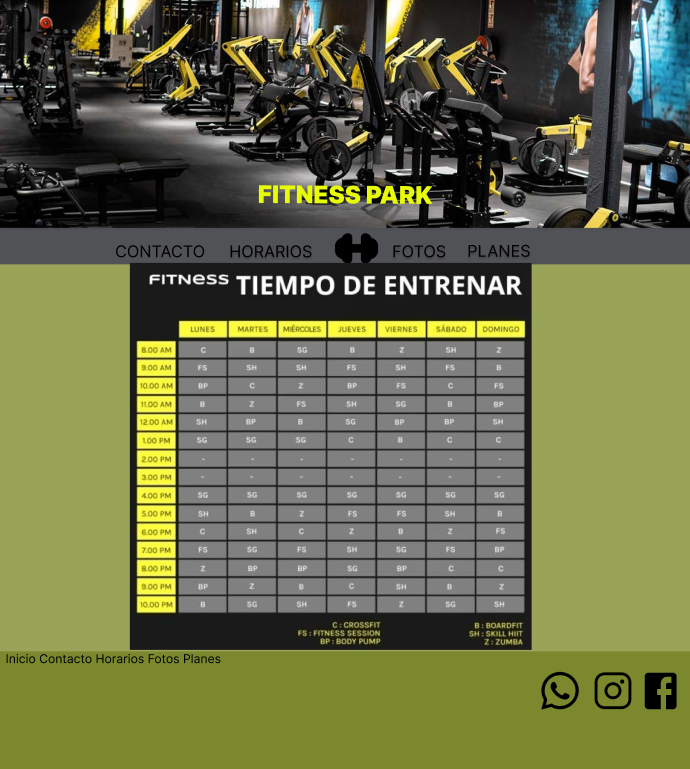 FITNESS PARK
CONTACTO HORARIOS FOTOS PLANES
FITNESS TIEMPO DE ENTRENAR
LUNES MARTES MIÉRCOLES JUEVES VIERNES SÁBADO DOMINGO
8.00 AM C B SG B Z SH Z
9.00 AM FS SH SH FS SH FS B
10.00 AM BP C Z BP FS C FS
11.00 AM B Z FS SH SG B BP
12.00 AM SH BP B SG BP BP SH
1.00 PM SG SG SG C B C C
2.00 PM - - - - - - -
3.00 PM - - - - - - -
4.00 PM SG SG SG SG SG SG SG
5.00 PM SH B Z FS FS SH B
6.00 PM C SH C Z B Z FS
7.00 PM FS SG FS SH SG FS BP
8.00 PM Z BP BP SG BP C C
9.00 PM BP Z B C SH B Z
10.00 PM B SG SH FS Z SG SH
C : CROSSFIT
FS : FITNESS SESSION
BP : BODY PUMP
B : BOARDFIT
SH : SKILL HIIT
Z : ZUMBA
Inicio Contacto Horarios Fotos Planes